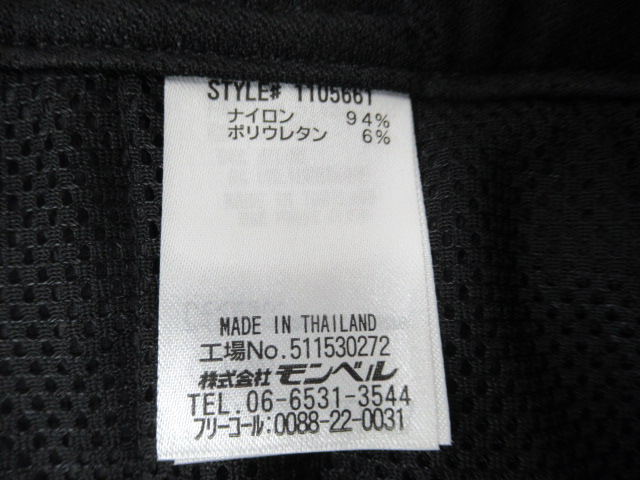 STYLE# 1105661
ナイロン 94%
ポリウレタン 6%
MADE IN THAILAND
工場No.511530272
株式会社 モンベル
TEL. 06-6531-3544
フリーコール:0088-22-0031